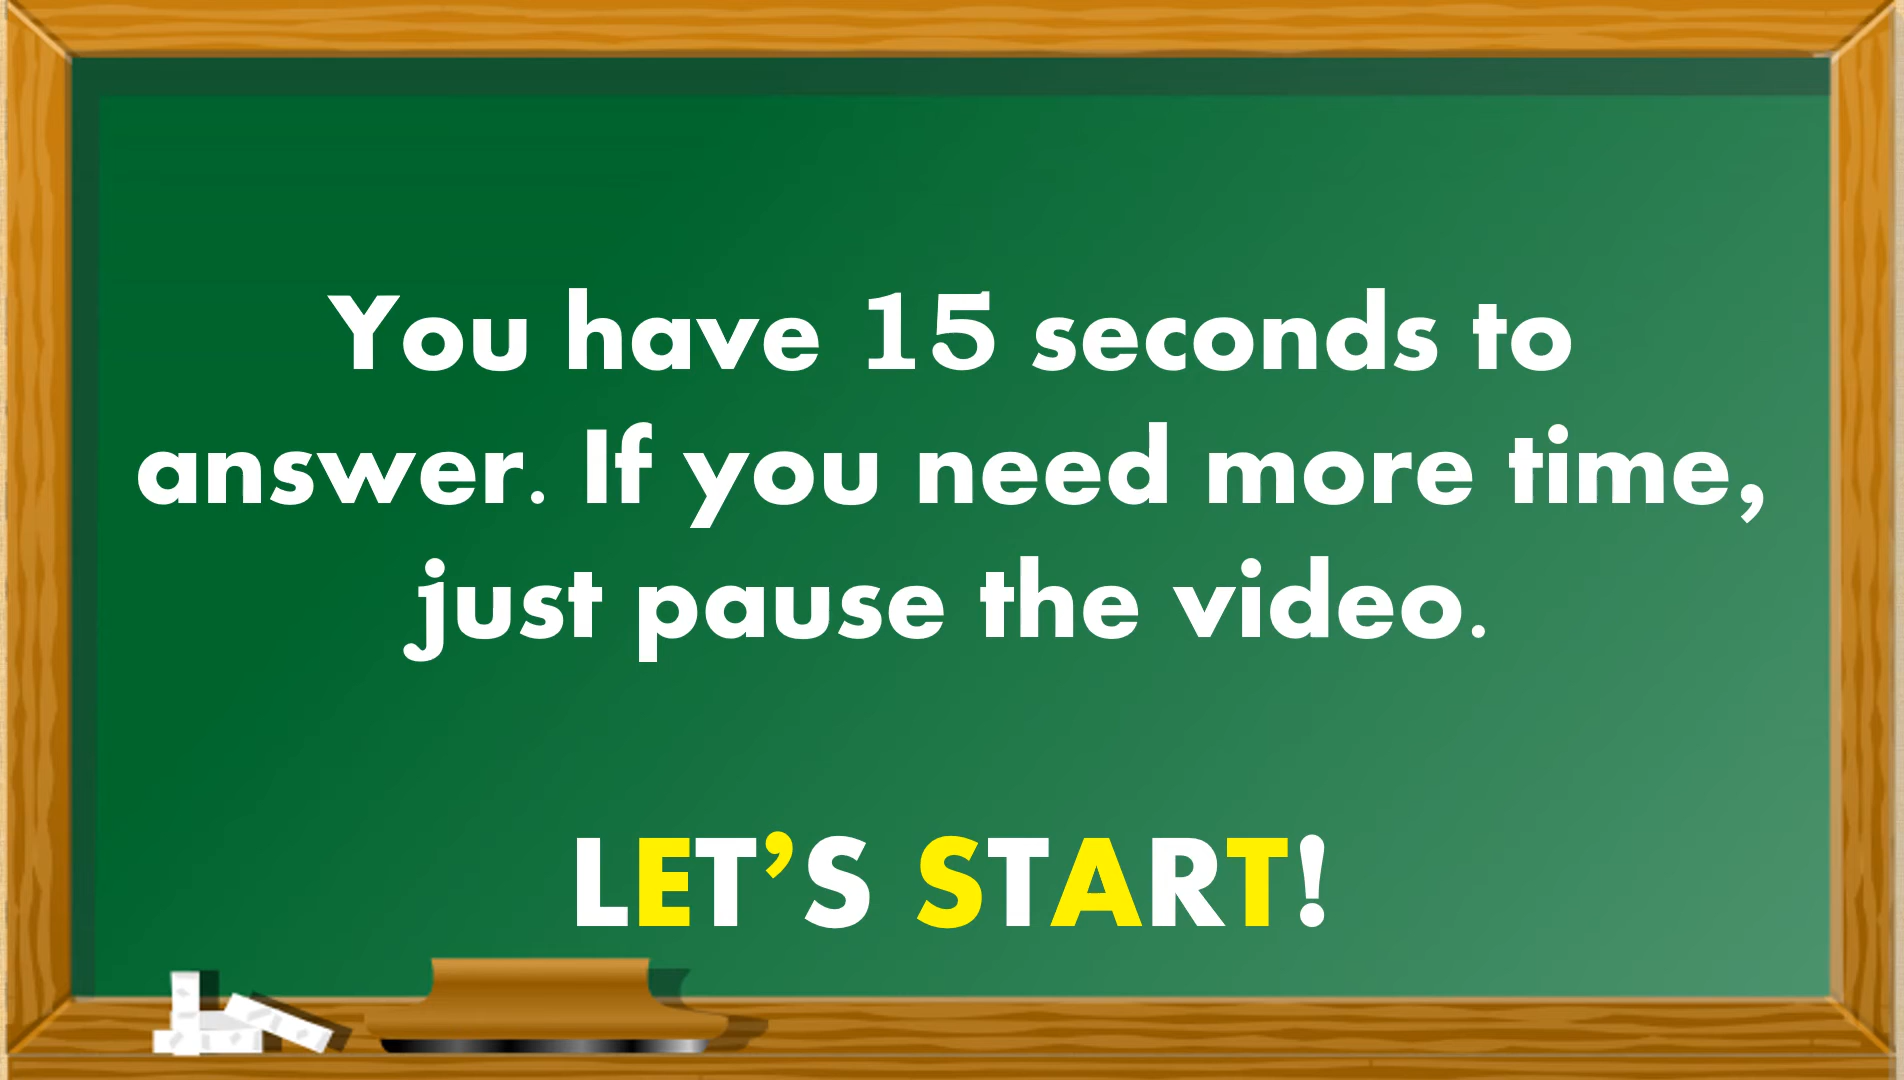 You have 15 seconds to
answer. If you need more time,
just pause the video.
LET’S START!